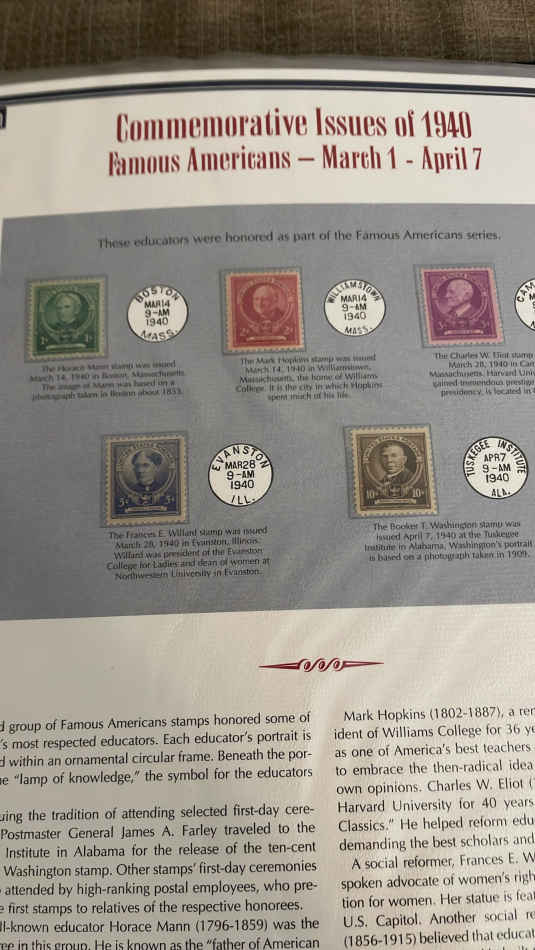 Commemorative Issues of 1940
Famous Americans — March 1 - April 7
These educators were honored as part of the Famous Americans series.
1¢ 1¢
BOSTON
MAR14
9-AM
1940
MASS.
2¢ 2¢
WILLIAMSTOWN
MAR14
9-AM
1940
MASS.
3¢
CAM
The Horace Mann stamp was issued
March 14, 1940 in Boston, Massachusetts.
The image of Mann was based on a
photograph taken in Boston about 1853.
The Mark Hopkins stamp was issued
March 14, 1940 in Williamstown,
Massachusetts, the home of Williams
College. It is the city in which Hopkins
spent much of his life.
The Charles W. Eliot stamp
March 28, 1940 in Cam
Massachusetts. Harvard Uni
gained tremendous prestige
presidency, is located in
5¢ 5¢
EVANSTON
MAR28
9-AM
1940
ILL.
10¢ 10¢
TUSKEGEE INSTITUTE
APR7
9-AM
1940
ALA.
The Frances E. Willard stamp was issued
March 28, 1940 in Evanston, Illinois.
Willard was president of the Evanston
College for Ladies and dean of women at
Northwestern University in Evanston.
The Booker T. Washington stamp was
issued April 7, 1940 at the Tuskegee
Institute in Alabama. Washington's portrait
is based on a photograph taken in 1909.
d group of Famous Americans stamps honored some of
's most respected educators. Each educator's portrait is
d within an ornamental circular frame. Beneath the por-
e "lamp of knowledge," the symbol for the educators
uing the tradition of attending selected first-day cere-
Postmaster General James A. Farley traveled to the
Institute in Alabama for the release of the ten-cent
Washington stamp. Other stamps' first-day ceremonies
attended by high-ranking postal employees, who pre-
e first stamps to relatives of the respective honorees.
ll-known educator Horace Mann (1796-1859) was the
ree in this group. He is known as the "father of American
Mark Hopkins (1802-1887), a ren
ident of Williams College for 36 ye
as one of America's best teachers
to embrace the then-radical idea
own opinions. Charles W. Eliot (
Harvard University for 40 years
Classics." He helped reform edu
demanding the best scholars and
A social reformer, Frances E. W
spoken advocate of women's righ
tion for women. Her statue is feat
U.S. Capitol. Another social re
(1856-1915) believed that educat